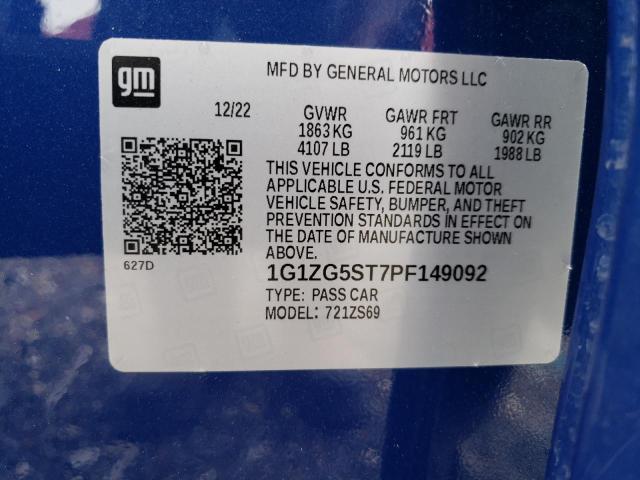 gm
MFD BY GENERAL MOTORS LLC
12/22 GVWR GAWR FRT GAWR RR
1863 KG 961 KG 902 KG
4107 LB 2119 LB 1988 LB
THIS VEHICLE CONFORMS TO ALL
APPLICABLE U.S. FEDERAL MOTOR
VEHICLE SAFETY, BUMPER, AND THEFT
PREVENTION STANDARDS IN EFFECT ON
THE DATE OF MANUFACTURE SHOWN
ABOVE.
627D
1G1ZG5ST7PF149092
TYPE: PASS CAR
MODEL: 721ZS69